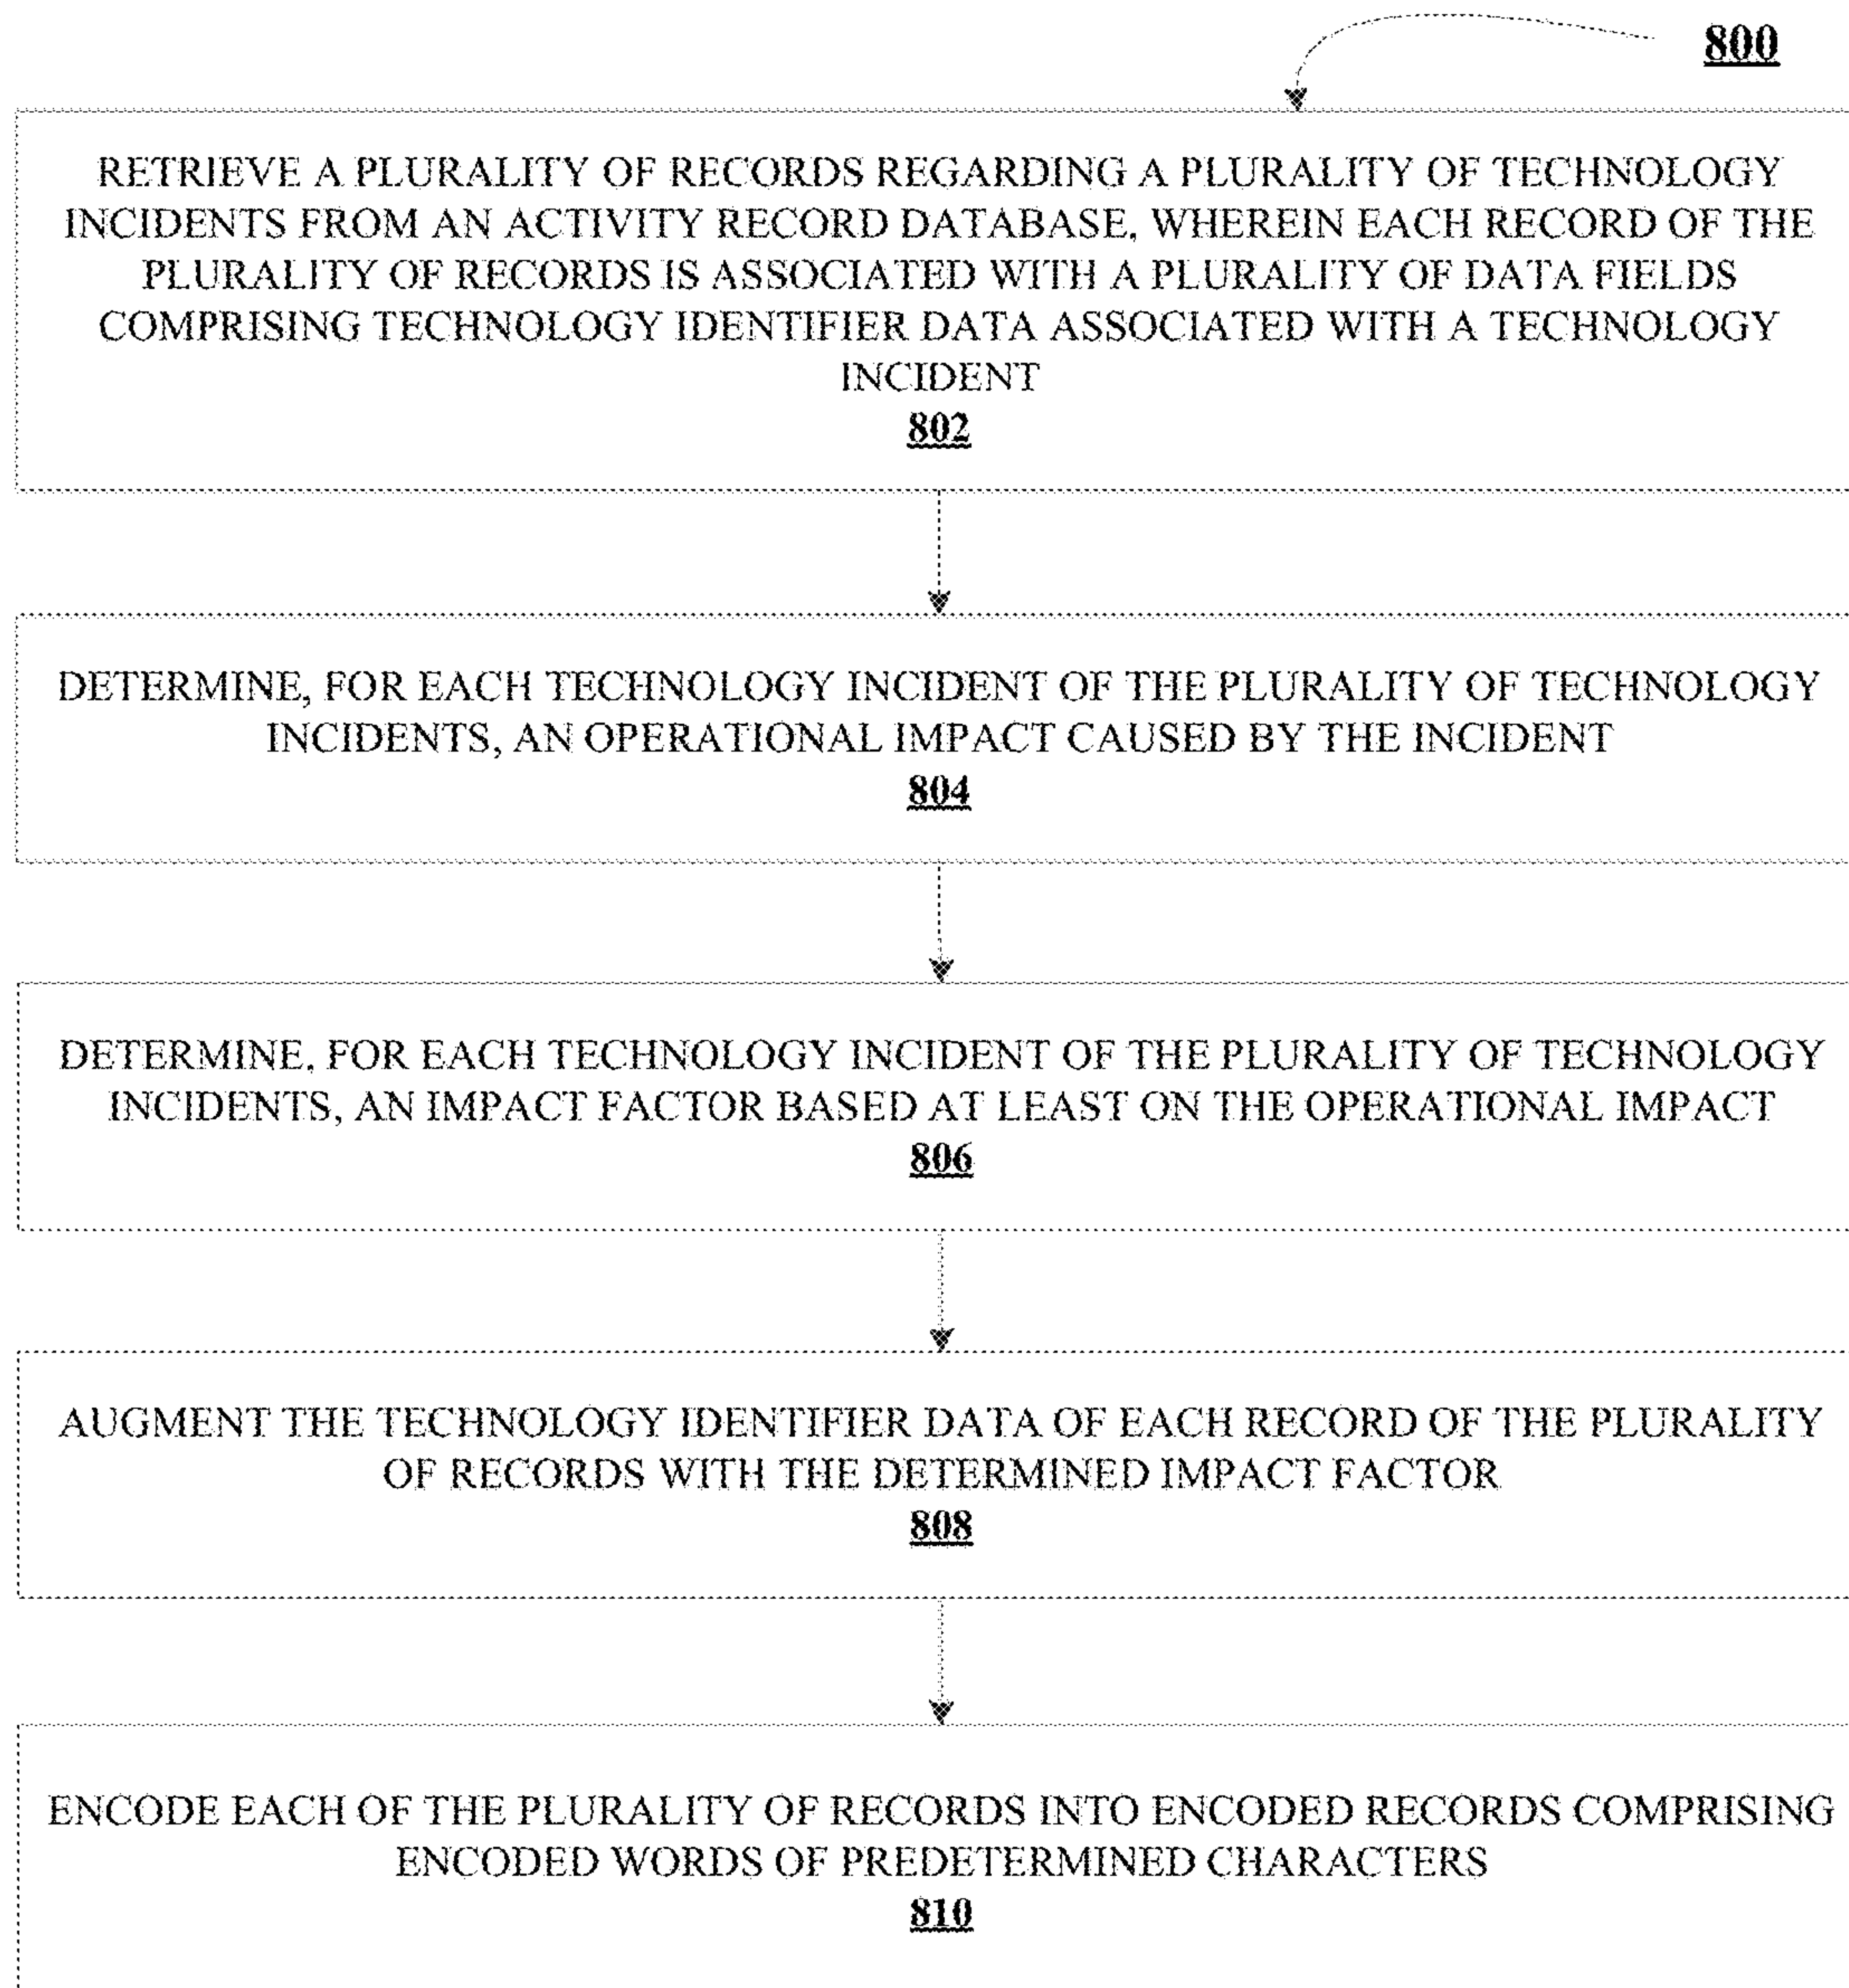 800
RETRIEVE A PLURALITY OF RECORDS REGARDING A PLURALITY OF TECHNOLOGY
INCIDENTS FROM AN ACTIVITY RECORD DATABASE, WHEREIN EACH RECORD OF THE
PLURALITY OF RECORDS IS ASSOCIATED WITH A PLURALITY OF DATA FIELDS
COMPRISING TECHNOLOGY IDENTIFIER DATA ASSOCIATED WITH A TECHNOLOGY
INCIDENT
802
DETERMINE, FOR EACH TECHNOLOGY INCIDENT OF THE PLURALITY OF TECHNOLOGY
INCIDENTS, AN OPERATIONAL IMPACT CAUSED BY THE INCIDENT
804
DETERMINE, FOR EACH TECHNOLOGY INCIDENT OF THE PLURALITY OF TECHNOLOGY
INCIDENTS, AN IMPACT FACTOR BASED AT LEAST ON THE OPERATIONAL IMPACT
806
AUGMENT THE TECHNOLOGY IDENTIFIER DATA OF EACH RECORD OF THE PLURALITY
OF RECORDS WITH THE DETERMINED IMPACT FACTOR
808
ENCODE EACH OF THE PLURALITY OF RECORDS INTO ENCODED RECORDS COMPRISING
ENCODED WORDS OF PREDETERMINED CHARACTERS
810